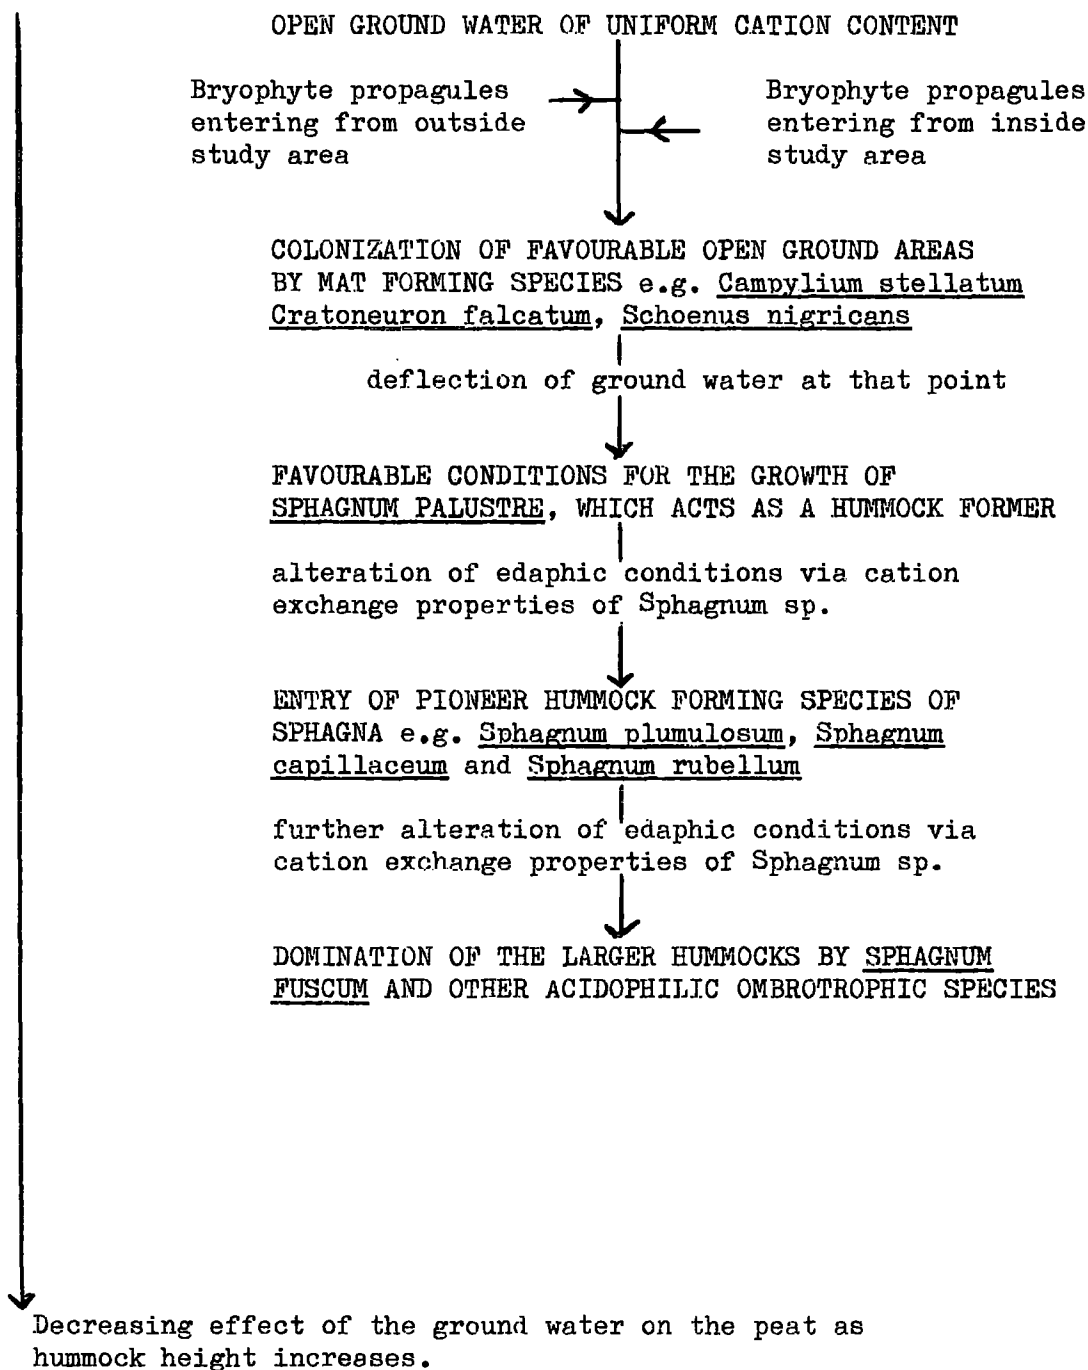 OPEN GROUND WATER OF UNIFORM CATION CONTENT
Bryophyte propagules
entering from outside
study area
Bryophyte propagules
entering from inside
study area
COLONIZATION OF FAVOURABLE OPEN GROUND AREAS
BY MAT FORMING SPECIES e.g. Campylium stellatum
Cratoneuron falcatum, Schoenus nigricans
deflection of ground water at that point
FAVOURABLE CONDITIONS FOR THE GROWTH OF
SPHAGNUM PALUSTRE, WHICH ACTS AS A HUMMOCK FORMER
alteration of edaphic conditions via cation
exchange properties of Sphagnum sp.
ENTRY OF PIONEER HUMMOCK FORMING SPECIES OF
SPHAGNA e.g. Sphagnum plumulosum, Sphagnum
capillaceum and Sphagnum rubellum
further alteration of edaphic conditions via
cation exchange properties of Sphagnum sp.
DOMINATION OF THE LARGER HUMMOCKS BY SPHAGNUM
FUSCUM AND OTHER ACIDOPHILIC OMBROTROPHIC SPECIES
Decreasing effect of the ground water on the peat as
hummock height increases.